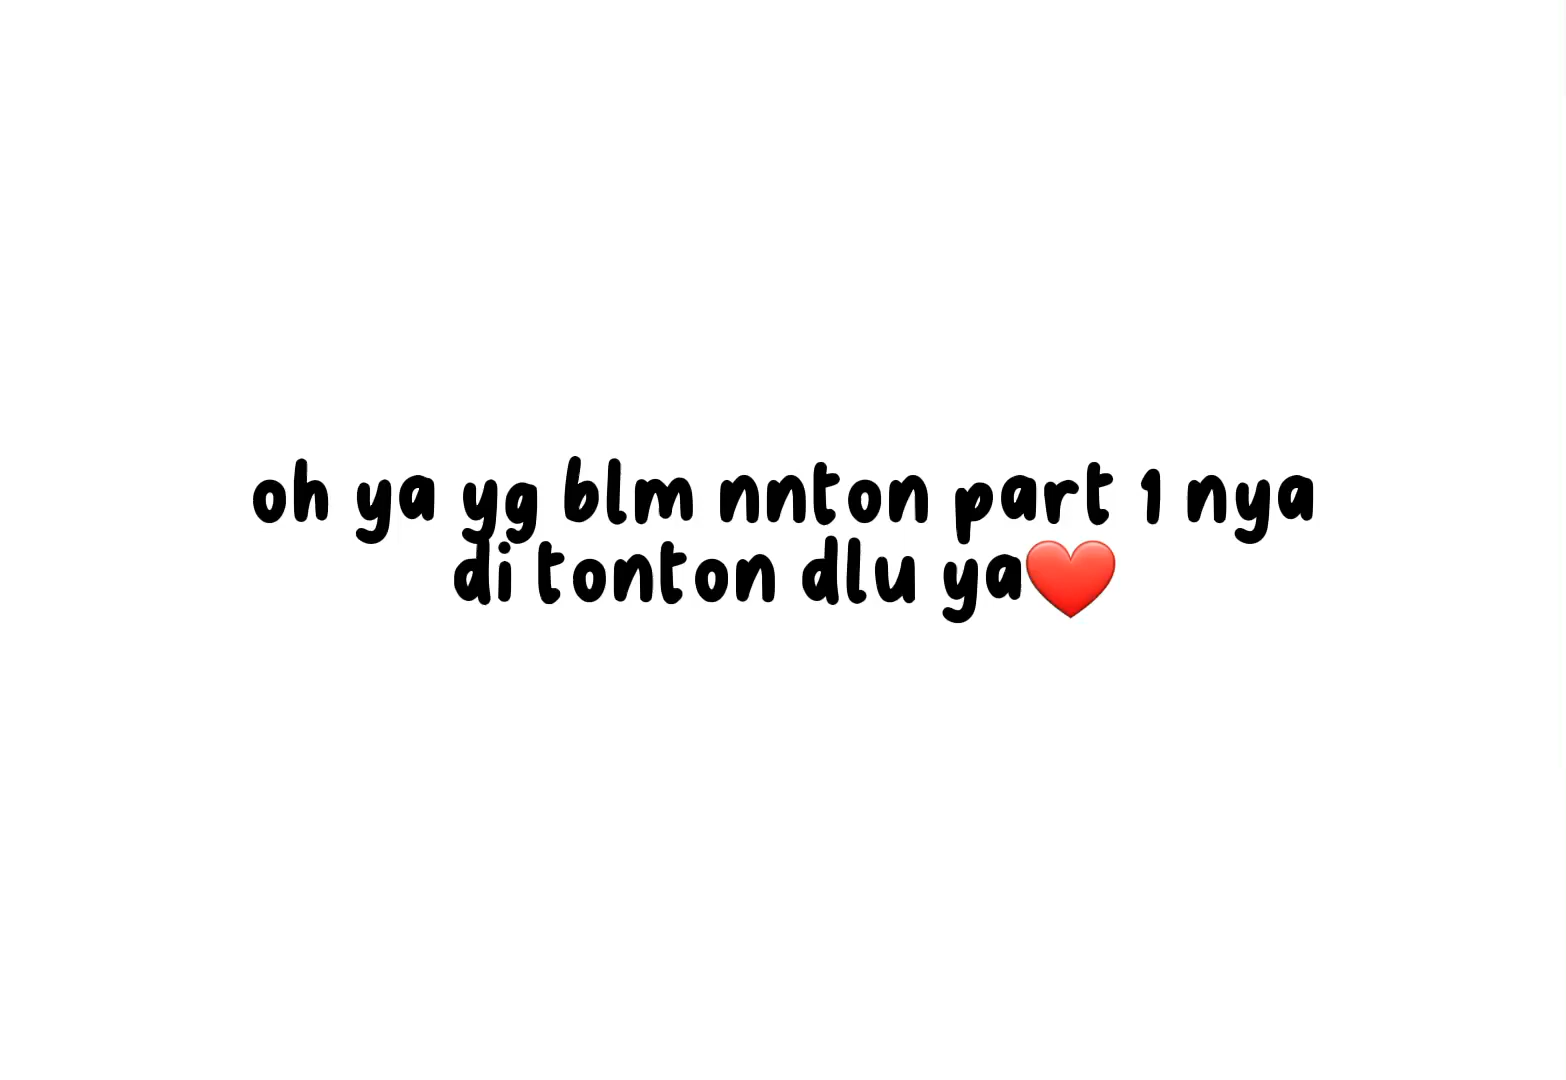 oh ya yg blm nnton part 1 nya
di tonton dlu ya❤️